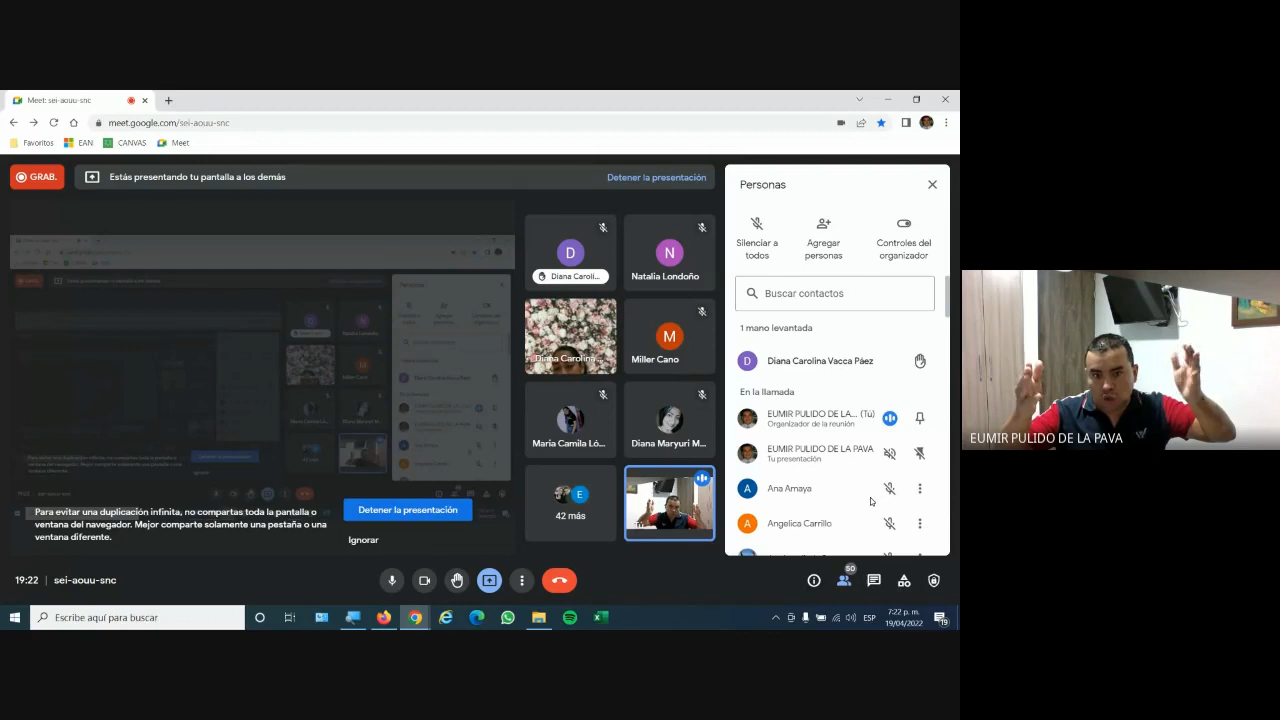 Meet: sei-aouu-snc
meet.google.com/sei-aouu-snc
Favoritos EAN CANVAS Meet
GRAB. Estás presentando tu pantalla a los demás Detener la presentación
Personas
Silenciar a todos
Agregar personas
Controles del organizador
Buscar contactos
1 mano levantada
Diana Carolina Vacca Páez
En la llamada
EUMIR PULIDO DE LA... (Tú)
Organizador de la reunión
EUMIR PULIDO DE LA PAVA
Tu presentación
A Ana Amaya
A Angelica Carrillo
D
Diana Caroli...
N
Natalia Londoño
Diana Carolina...
M
Miller Cano
Maria Camila Ló...
Diana Maryuri M...
E
42 más
Para evitar una duplicación infinita, no compartas toda la pantalla o
ventana del navegador. Mejor comparte solamente una pestaña o una
ventana diferente.
Detener la presentación
Ignorar
19:22 | sei-aouu-snc
50
Escribe aquí para buscar
ESP
7:22 p. m.
19/04/2022
19
EUMIR PULIDO DE LA PAVA